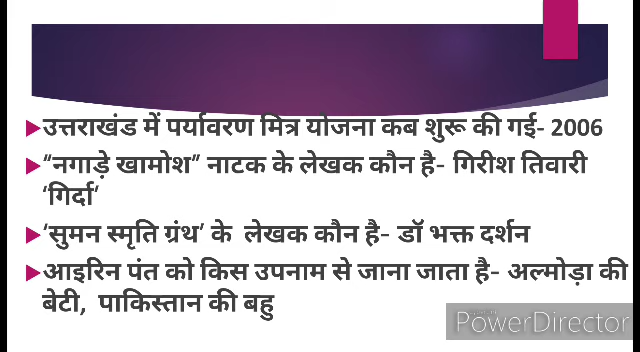 उत्तराखंड में पर्यावरण मित्र योजना कब शुरू की गई- 2006
"नगाड़े खामोश" नाटक के लेखक कौन है- गिरीश तिवारी
'गिर्दा'
'सुमन स्मृति ग्रंथ' के लेखक कौन है- डॉ भक्त दर्शन
आइरिन पंत को किस उपनाम से जाना जाता है- अल्मोड़ा की
बेटी, पाकिस्तान की बहु
PowerDirector